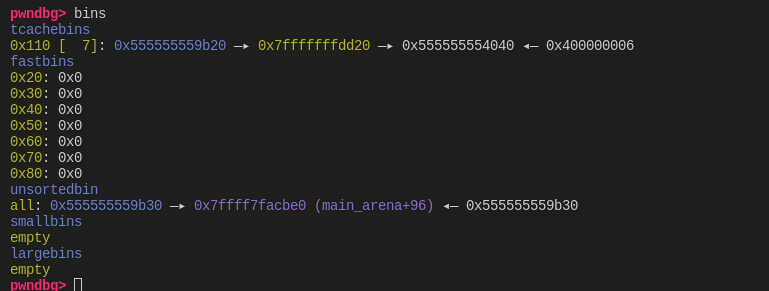 pwndbg> bins
tcachebins
0x110 [  7]: 0x555555559b20 —▸ 0x7fffffffdd20 —▸ 0x555555554040 ◂— 0x400000006
fastbins
0x20: 0x0
0x30: 0x0
0x40: 0x0
0x50: 0x0
0x60: 0x0
0x70: 0x0
0x80: 0x0
unsortedbin
all: 0x555555559b30 —▸ 0x7ffff7facbe0 (main_arena+96) ◂— 0x555555559b30
smallbins
empty
largebins
empty
pwndbg>